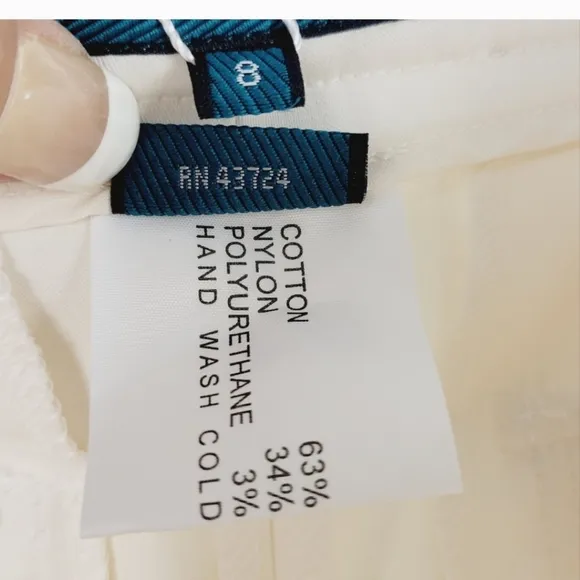 8
RN 43724
COTTON 63%
NYLON 34%
POLYURETHANE 3%
HAND WASH COLD